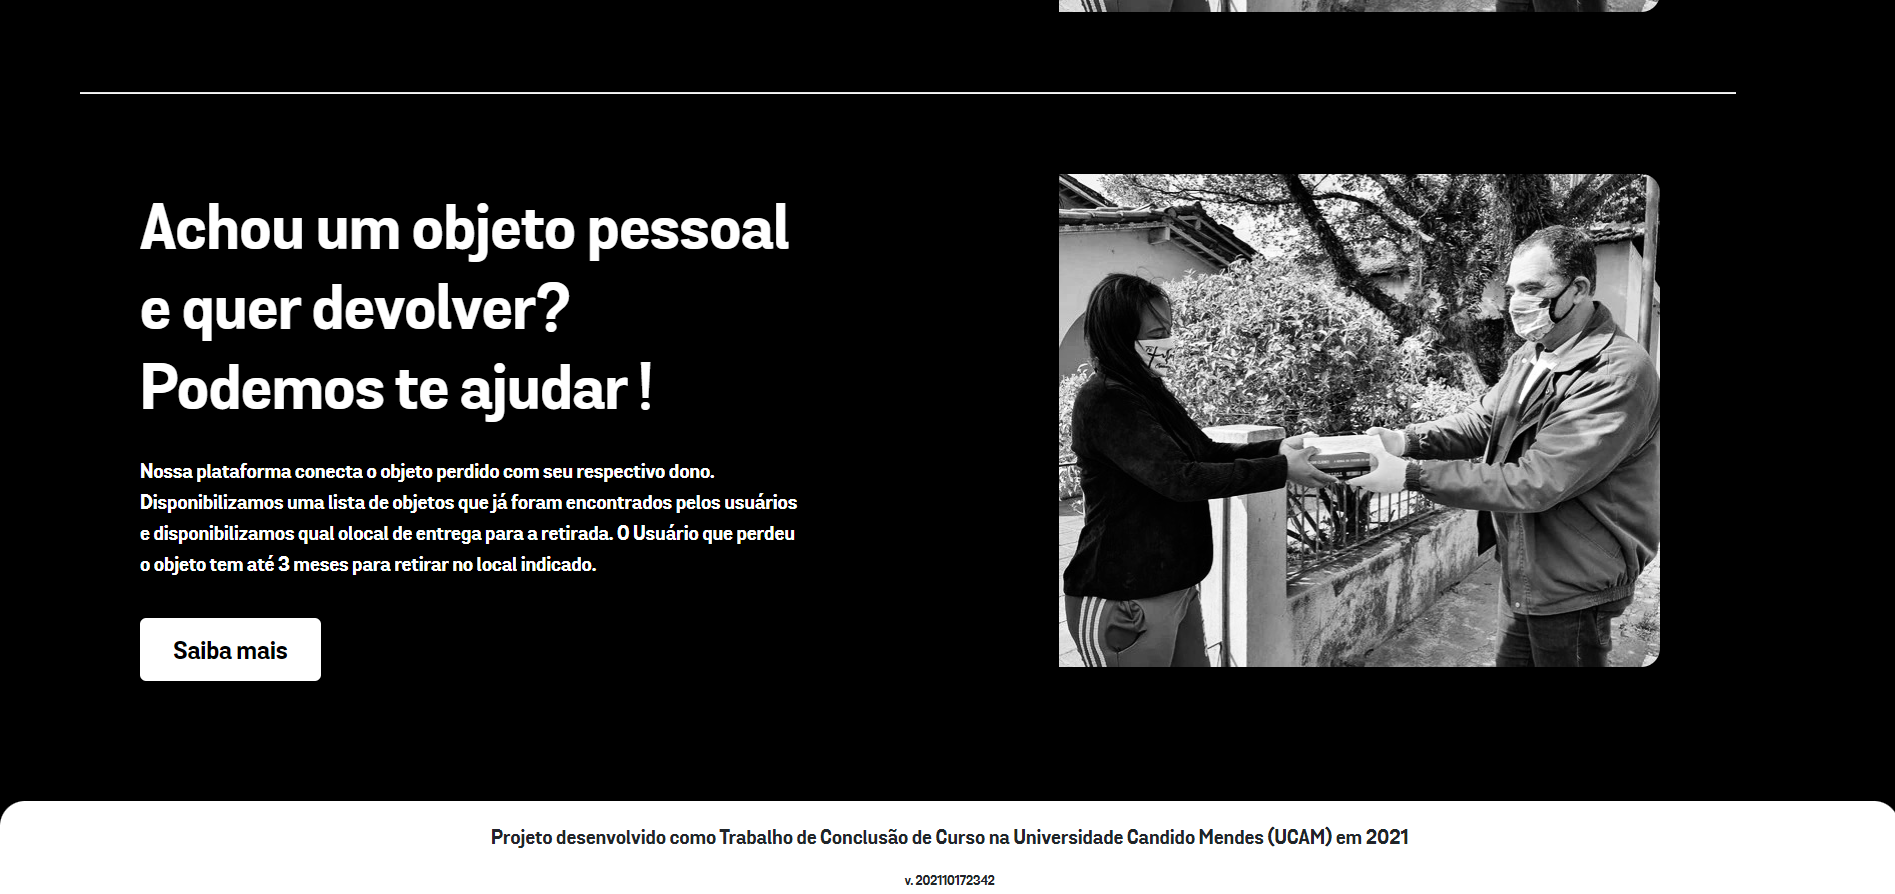 Achou um objeto pessoal
e quer devolver?
Podemos te ajudar !
Nossa plataforma conecta o objeto perdido com seu respectivo dono.
Disponibilizamos uma lista de objetos que já foram encontrados pelos usuários
e disponibilizamos qual olocal de entrega para a retirada. O Usuário que perdeu
o objeto tem até 3 meses para retirar no local indicado.
Saiba mais
Projeto desenvolvido como Trabalho de Conclusão de Curso na Universidade Candido Mendes (UCAM) em 2021
v. 202110172342